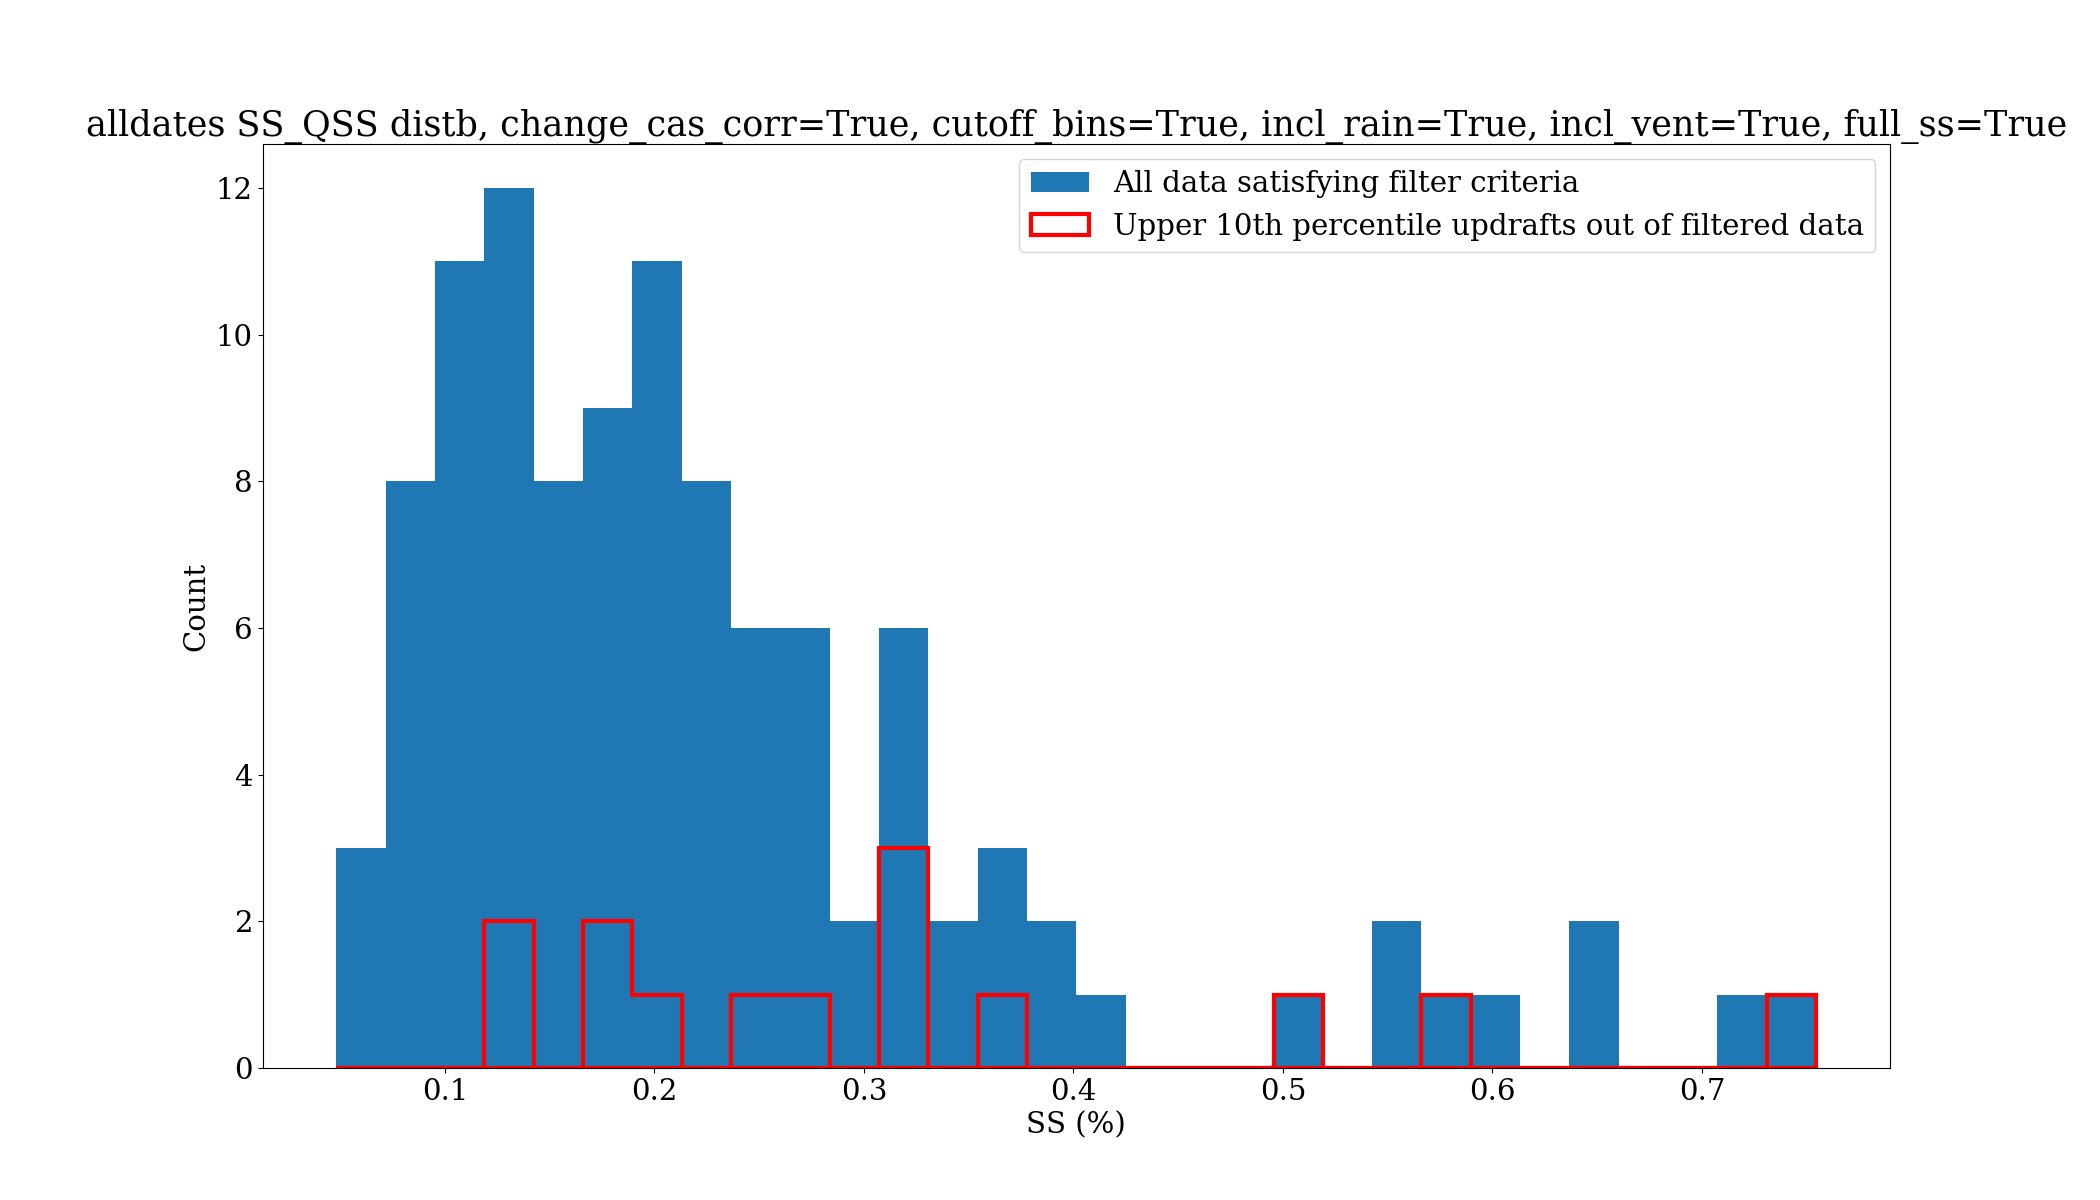 alldates SS_QSS distb, change_cas_corr=True, cutoff_bins=True, incl_rain=True, incl_vent=True, full_ss=True
All data satisfying filter criteria
Upper 10th percentile updrafts out of filtered data
12
10
8
6
4
2
0
Count
0.1 0.2 0.3 0.4 0.5 0.6 0.7
SS (%)